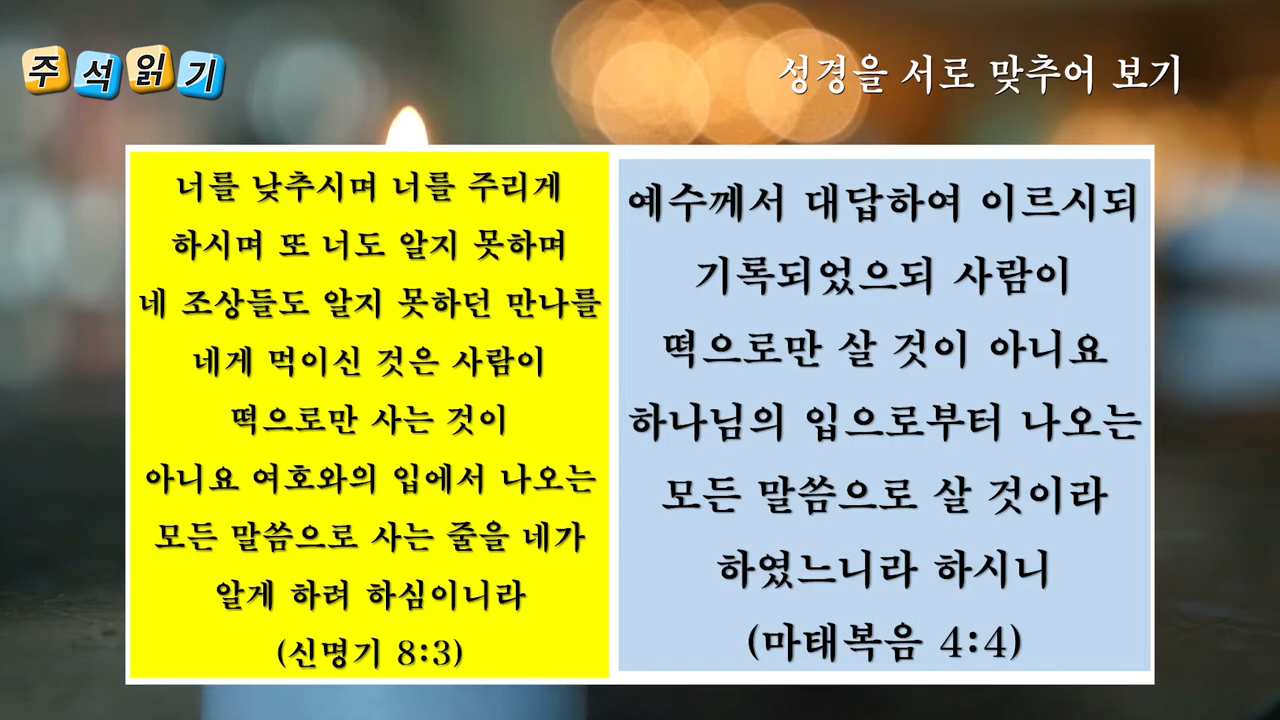 주석읽기
성경을 서로 맞추어 보기
너를 낮추시며 너를 주리게
하시며 또 너도 알지 못하며
네 조상들도 알지 못하던 만나를
네게 먹이신 것은 사람이
떡으로만 사는 것이
아니요 여호와의 입에서 나오는
모든 말씀으로 사는 줄을 네가
알게 하려 하심이니라
(신명기 8:3)
예수께서 대답하여 이르시되
기록되었으되 사람이
떡으로만 살 것이 아니요
하나님의 입으로부터 나오는
모든 말씀으로 살 것이라
하였느니라 하시니
(마태복음 4:4)